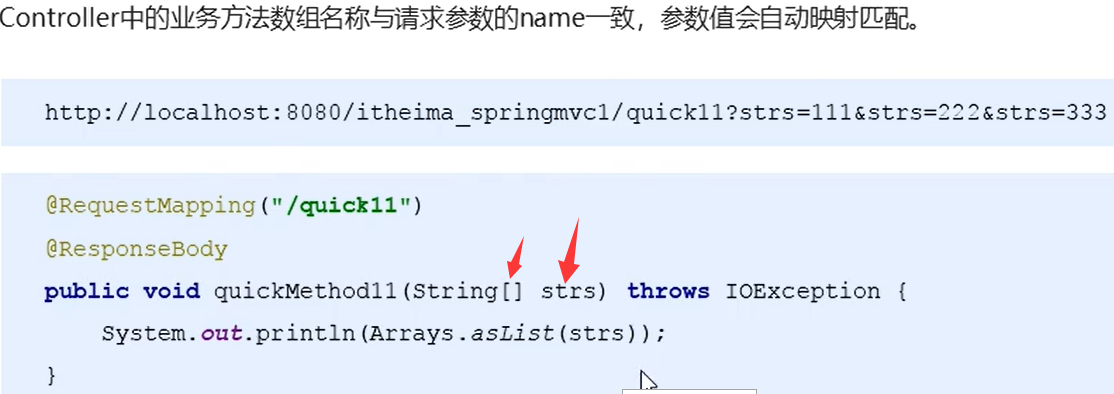 Controller中的业务方法数组名称与请求参数的name一致，参数值会自动映射匹配。
http://localhost:8080/itheima_springmvc1/quick11?strs=111&strs=222&strs=333
@RequestMapping("/quick11")
@ResponseBody
public void quickMethod11(String[] strs) throws IOException {
    System.out.println(Arrays.asList(strs));
}